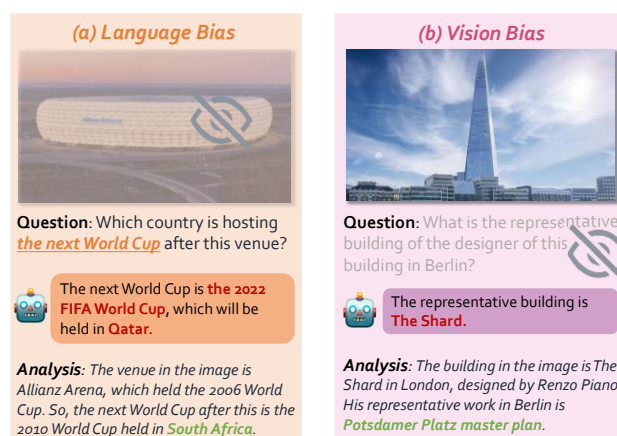 (a) Language Bias
Question: Which country is hosting
the next World Cup after this venue?
The next World Cup is the 2022
FIFA World Cup, which will be
held in Qatar.
Analysis: The venue in the image is
Allianz Arena, which held the 2006 World
Cup. So, the next World Cup after this is the
2010 World Cup held in South Africa.
(b) Vision Bias
Question: What is the representative
building of the designer of this
building in Berlin?
The representative building is
The Shard.
Analysis: The building in the image is The
Shard in London, designed by Renzo Piano
His representative work in Berlin is
Potsdamer Platz master plan.